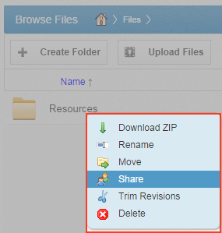 Browse Files > Files >
+ Create Folder Upload Files
Name ↑
Resources
Download ZIP
Rename
Move
Share
Trim Revisions
Delete